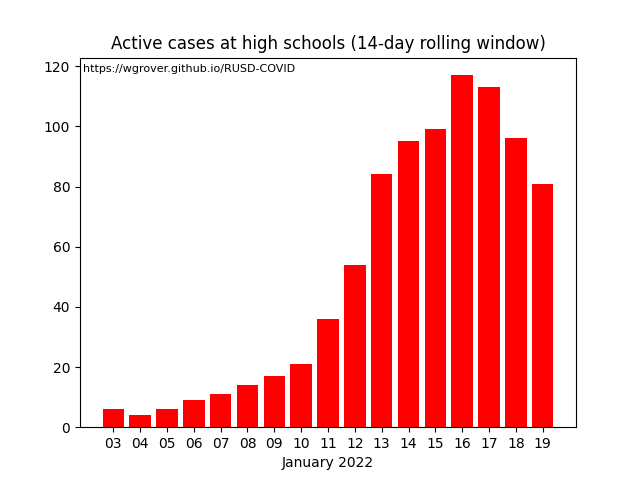 Active cases at high schools (14-day rolling window)
https://wgrover.github.io/RUSD-COVID
120
100
80
60
40
20
0
03 04 05 06 07 08 09 10 11 12 13 14 15 16 17 18 19
January 2022